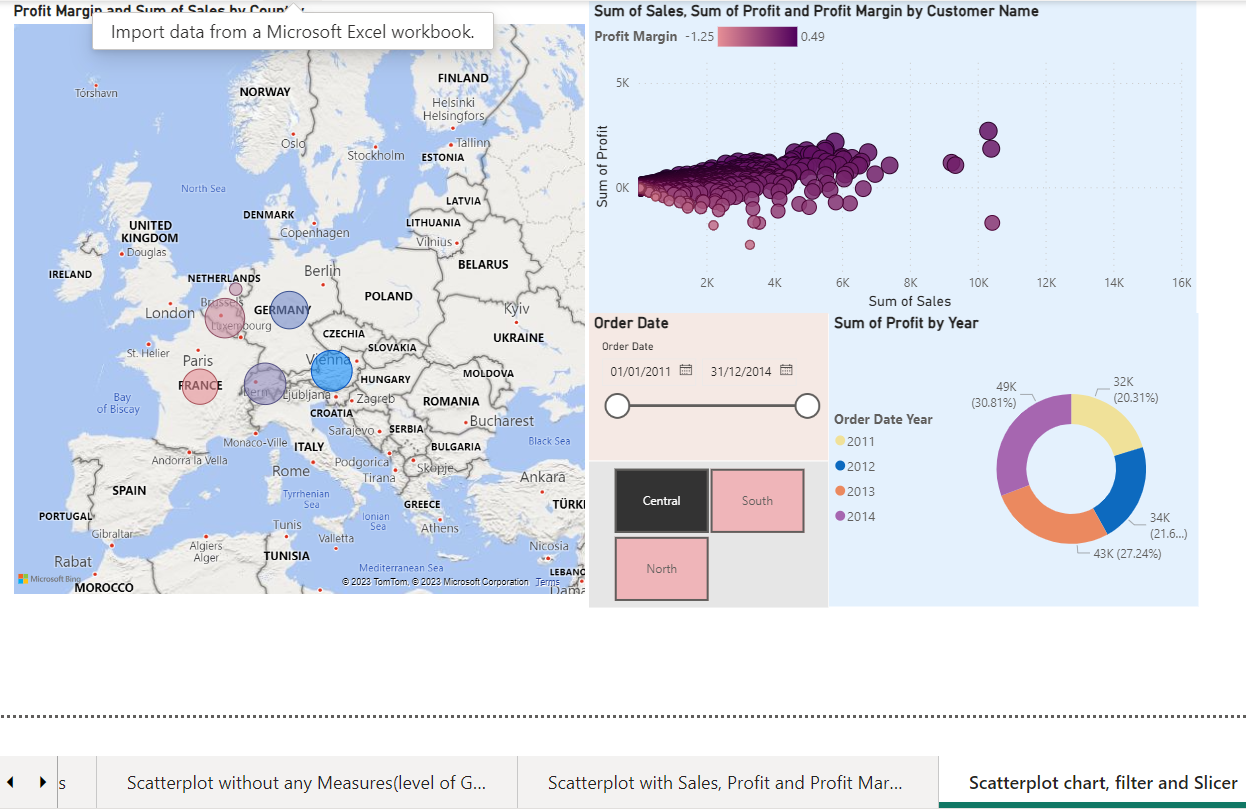 Profit Margin and Sum of Sales by Country
Import data from a Microsoft Excel workbook.
FINLAND
NORWAY
Tórshavn
Helsinki
Helsingfors
Oslo
Tallinn
Stockholm
ESTONIA
North Sea
LATVIA
DENMARK
LITHUANIA
UNITED
KINGDOM
Copenhagen
Vilnius
Douglas
BELARUS
IRELAND
NETHERLANDS
Berlin
POLAND
Brussels
GERMANY
London
Kyiv
Luxembourg
CZECHIA
UKRAINE
SLOVAKIA
St. Helier
Paris
Vienna
MOLDOVA
FRANCE
HUNGARY
Bern
Ljubljana
Zagreb
ROMANIA
Bay
of Biscay
CROATIA
Bucharest
Sarajevo
SERBIA
Monaco-Ville
ITALY
BULGARIA
Black Sea
Andorra la Vella
Rome
Podgorica
Skopje
Tirana
Ankara
SPAIN
Tyrrhenian
Sea
GREECE
TÜRKI
PORTUGAL
Ionian
Sea
Tunis
Athens
Gibraltar
Valletta
Algiers
Alger
Nicosia
Rabat
TUNISIA
Mediterranean Sea
LEBANO
Microsoft Bing
© 2023 TomTom, © 2023 Microsoft Corporation Terms
MOROCCO
Dama
Sum of Sales, Sum of Profit and Profit Margin by Customer Name
Profit Margin -1.25 0.49
5K
0K
Sum of Profit
2K 4K 6K 8K 10K 12K 14K 16K
Sum of Sales
Order Date
Order Date
01/01/2011 31/12/2014
Central
South
North
Sum of Profit by Year
Order Date Year
2011
2012
2013
2014
49K
(30.81%)
32K
(20.31%)
34K
(21.6...)
43K (27.24%)
s
Scatterplot without any Measures(level of G...
Scatterplot with Sales, Profit and Profit Mar...
Scatterplot chart, filter and Slicer